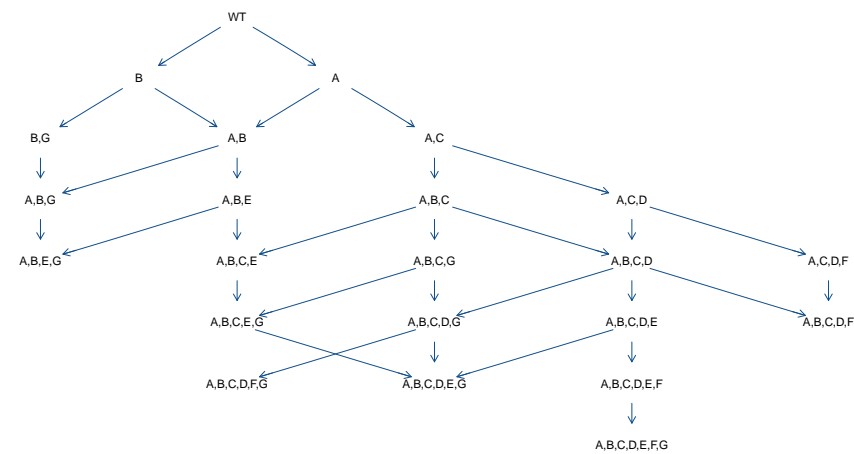 WT
B A
B,G A,B A,C
A,B,G A,B,E A,B,C A,C,D
A,B,E,G A,B,C,E A,B,C,G A,B,C,D A,C,D,F
A,B,C,E,G A,B,C,D,G A,B,C,D,E A,B,C,D,F
A,B,C,D,F,G A,B,C,D,E,G A,B,C,D,E,F
A,B,C,D,E,F,G